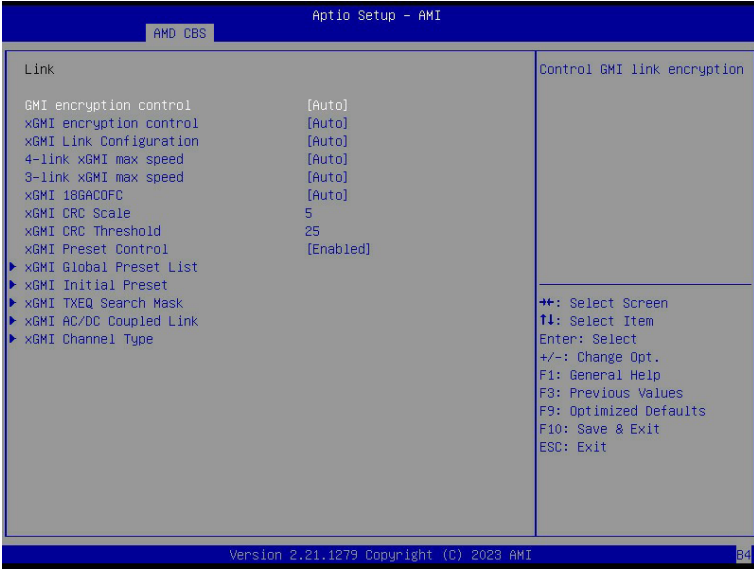 Aptio Setup – AMI
AMD CBS
Link
GMI encryption control [Auto]
xGMI encryption control [Auto]
xGMI Link Configuration [Auto]
4-link xGMI max speed [Auto]
3-link xGMI max speed [Auto]
xGMI 18GACOFC [Auto]
xGMI CRC Scale 5
xGMI CRC Threshold 25
xGMI Preset Control [Enabled]
▶ xGMI Global Preset List
▶ xGMI Initial Preset
▶ xGMI TXEQ Search Mask
▶ xGMI AC/DC Coupled Link
▶ xGMI Channel Type
Control GMI link encryption
→←: Select Screen
↑↓: Select Item
Enter: Select
+/-: Change Opt.
F1: General Help
F3: Previous Values
F9: Optimized Defaults
F10: Save & Exit
ESC: Exit
Version 2.21.1279 Copyright (C) 2023 AMI
B4